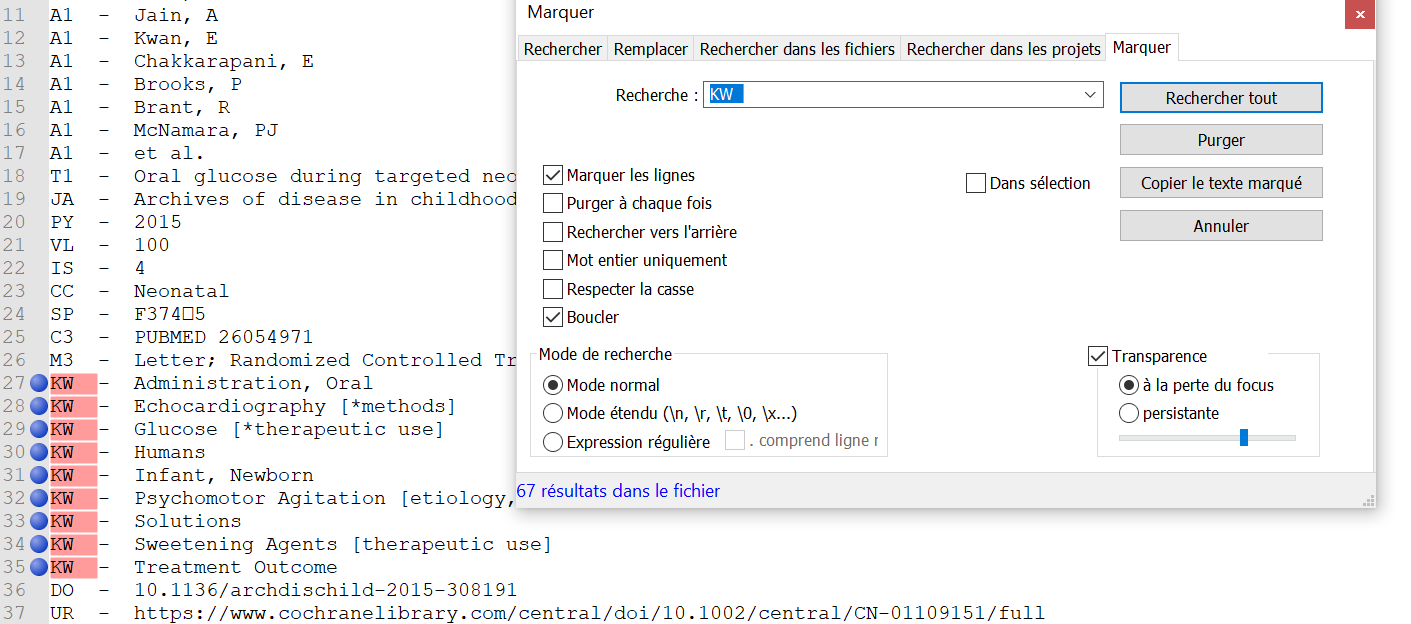 11 A1 - Jain, A
12 A1 - Kwan, E
13 A1 - Chakkarapani, E
14 A1 - Brooks, P
15 A1 - Brant, R
16 A1 - McNamara, PJ
17 A1 - et al.
18 T1 - Oral glucose during targeted neo
19 JA - Archives of disease in childhood
20 PY - 2015
21 VL - 100
22 IS - 4
23 CC - Neonatal
24 SP - F374□5
25 C3 - PUBMED 26054971
26 M3 - Letter; Randomized Controlled Tr
27 KW - Administration, Oral
28 KW - Echocardiography [*methods]
29 KW - Glucose [*therapeutic use]
30 KW - Humans
31 KW - Infant, Newborn
32 KW - Psychomotor Agitation [etiology,
33 KW - Solutions
34 KW - Sweetening Agents [therapeutic use]
35 KW - Treatment Outcome
36 DO - 10.1136/archdischild-2015-308191
37 UR - https://www.cochranelibrary.com/central/doi/10.1002/central/CN-01109151/full
Marquer
Rechercher Remplacer Rechercher dans les fichiers Rechercher dans les projets Marquer
Recherche : KW
Rechercher tout
Purger
Copier le texte marqué
Annuler
Marquer les lignes
Dans sélection
Purger à chaque fois
Rechercher vers l'arrière
Mot entier uniquement
Respecter la casse
Boucler
Mode de recherche
Mode normal
Mode étendu (\n, \r, \t, \0, \x...)
Expression régulière . comprend ligne r
Transparence
à la perte du focus
persistante
67 résultats dans le fichier